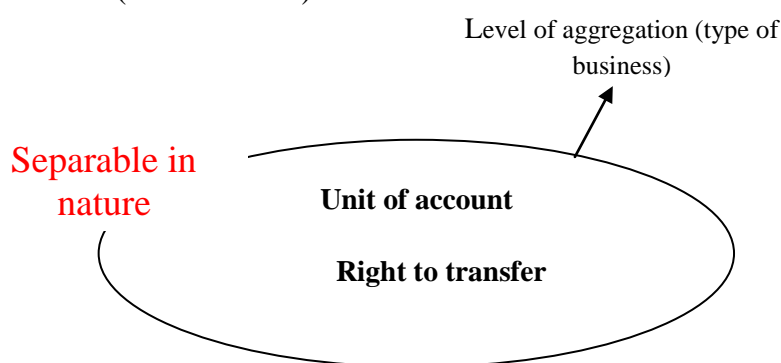 Level of aggregation (type of
business)
Separable in
nature
Unit of account
Right to transfer